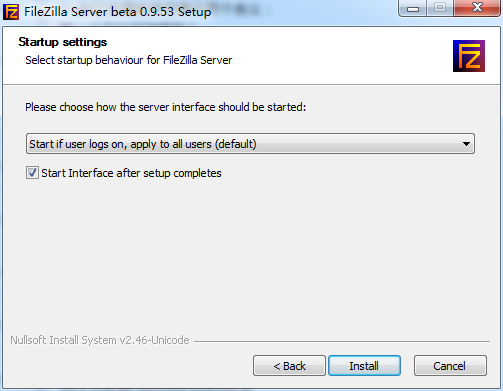 FileZilla Server beta 0.9.53 Setup
Startup settings
Select startup behaviour for FileZilla Server
Please choose how the server interface should be started:
Start if user logs on, apply to all users (default)
Start Interface after setup completes
Nullsoft Install System v2.46-Unicode
< Back
Install
Cancel